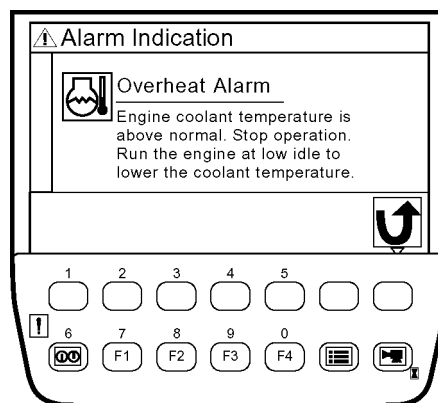 Alarm Indication
Overheat Alarm
Engine coolant temperature is
above normal. Stop operation.
Run the engine at low idle to
lower the coolant temperature.
1 2 3 4 5
6 7 8 9 0
F1 F2 F3 F4